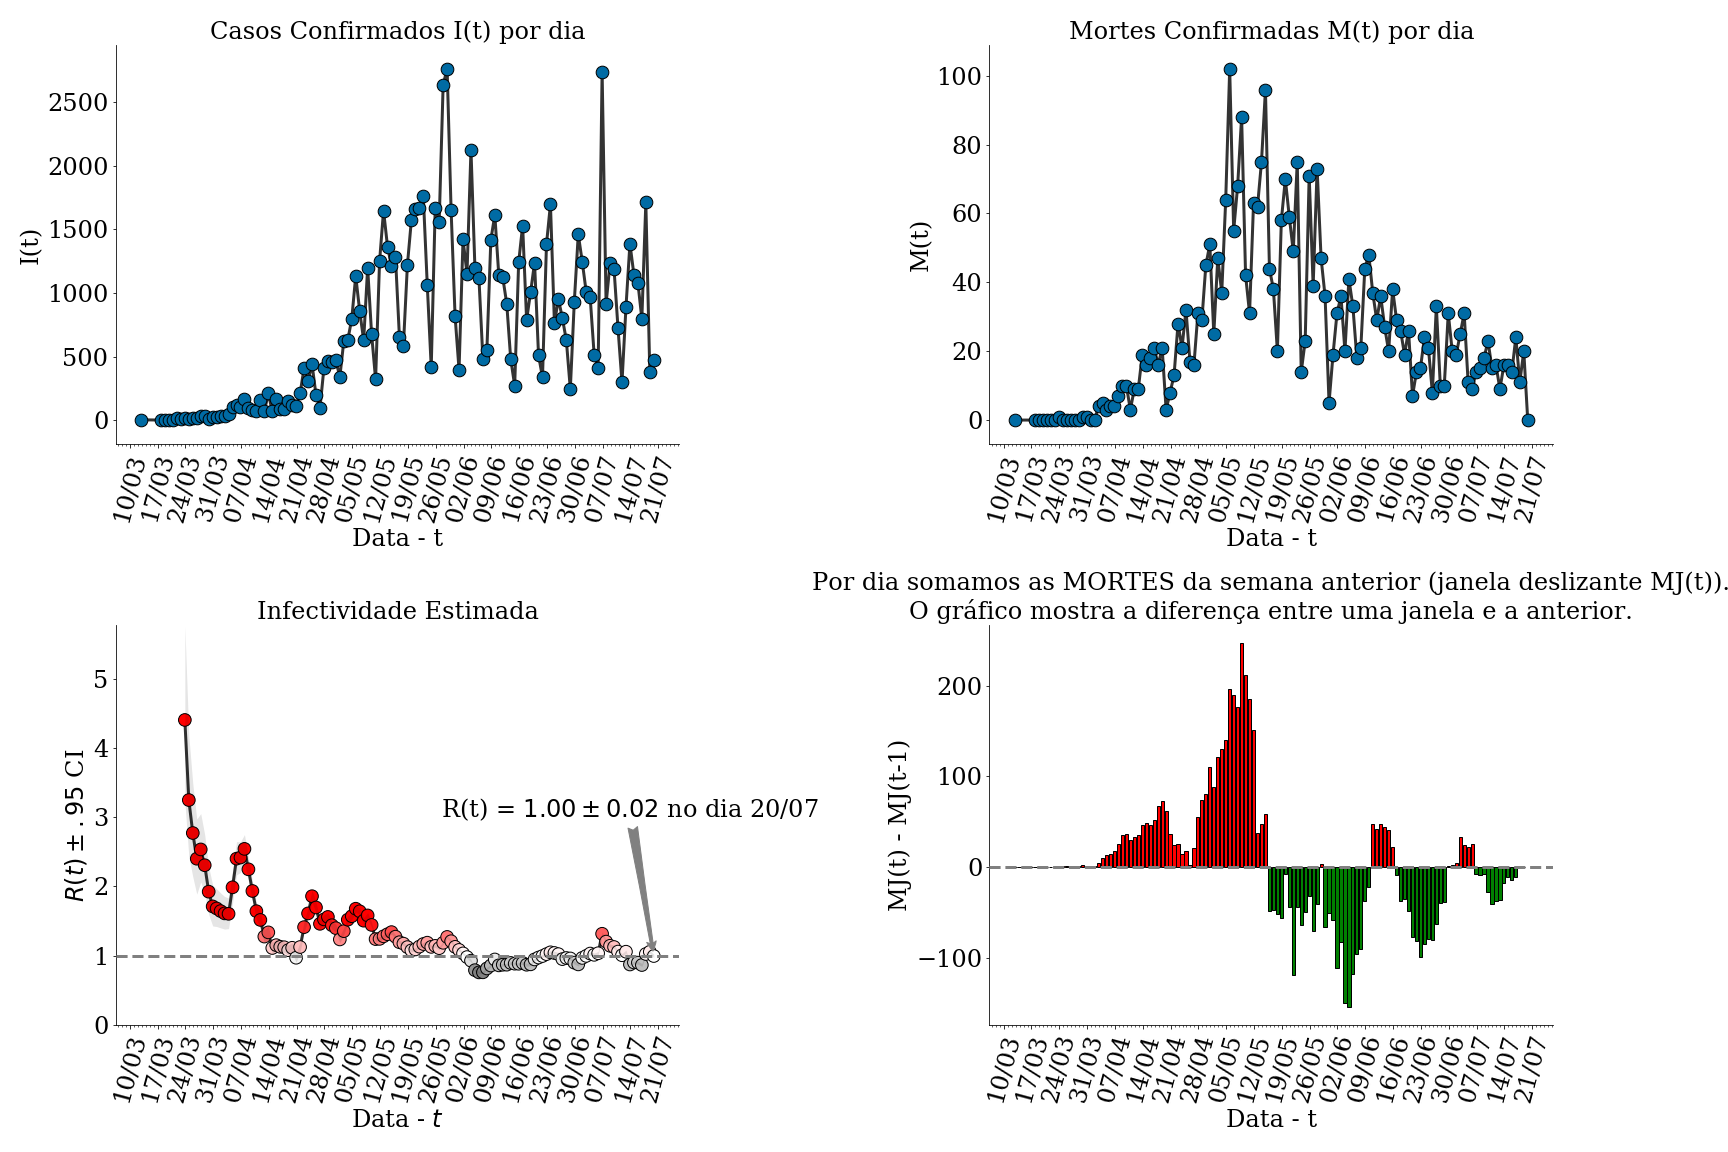 Casos Confirmados I(t) por dia
I(t)
2500
2000
1500
1000
500
0
10/03 17/03 24/03 31/03 07/04 14/04 21/04 28/04 05/05 12/05 19/05 26/05 02/06 09/06 16/06 23/06 30/06 07/07 14/07 21/07
Data - t
Mortes Confirmadas M(t) por dia
M(t)
100
80
60
40
20
0
10/03 17/03 24/03 31/03 07/04 14/04 21/04 28/04 05/05 12/05 19/05 26/05 02/06 09/06 16/06 23/06 30/06 07/07 14/07 21/07
Data - t
Infectividade Estimada
R(t) ± .95 CI
5
4
3
2
1
0
R(t) = 1.00 ± 0.02 no dia 20/07
10/03 17/03 24/03 31/03 07/04 14/04 21/04 28/04 05/05 12/05 19/05 26/05 02/06 09/06 16/06 23/06 30/06 07/07 14/07 21/07
Data - t
Por dia somamos as MORTES da semana anterior (janela deslizante MJ(t)).
O gráfico mostra a diferença entre uma janela e a anterior.
MJ(t) - MJ(t-1)
200
100
0
−100
10/03 17/03 24/03 31/03 07/04 14/04 21/04 28/04 05/05 12/05 19/05 26/05 02/06 09/06 16/06 23/06 30/06 07/07 14/07 21/07
Data - t